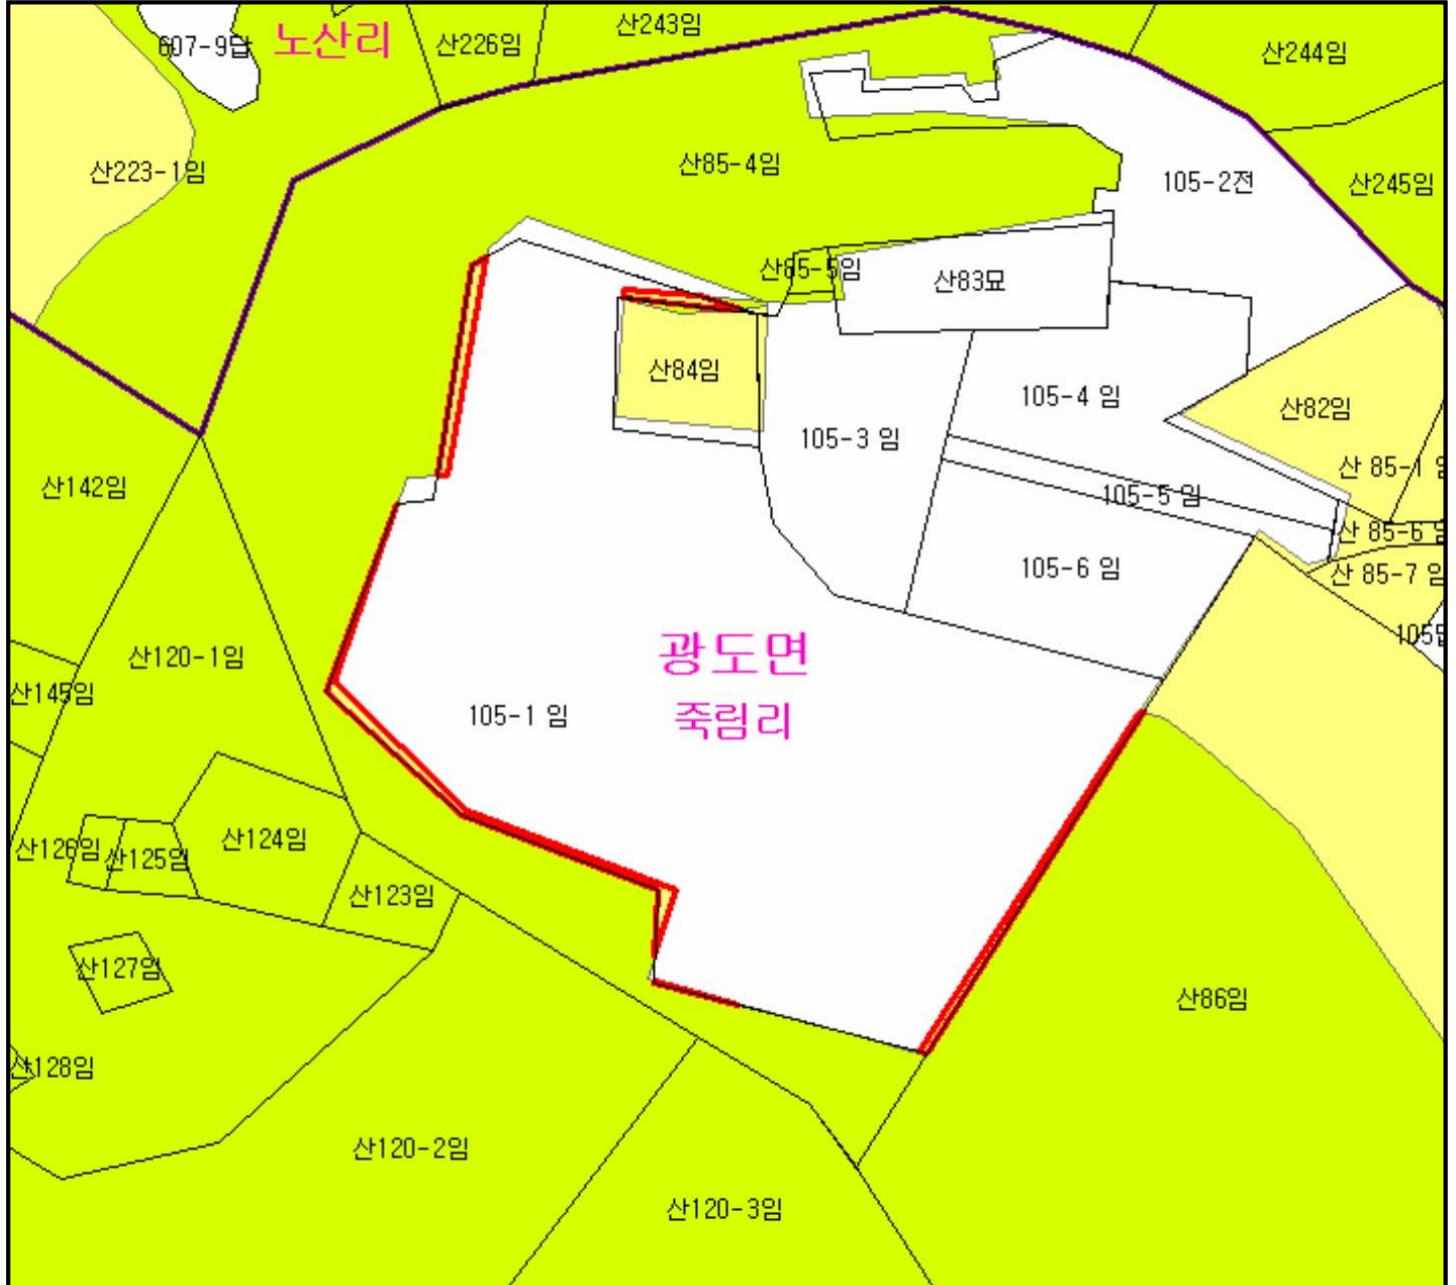 노산리
607-9답
산226임
산243임
산244임
산223-1임
산85-4임
105-2전
산245임
산85-5임
산83묘
산84임
105-4 임
산82임
105-3 임
산 85-1 임
산142임
105-5 임
산 85-6 임
105-6 임
산 85-7 임
105답
광도면
죽림리
산120-1임
산145임
105-1 임
산126임
산125임
산124임
산123임
산127임
산86임
산128임
산120-2임
산120-3임